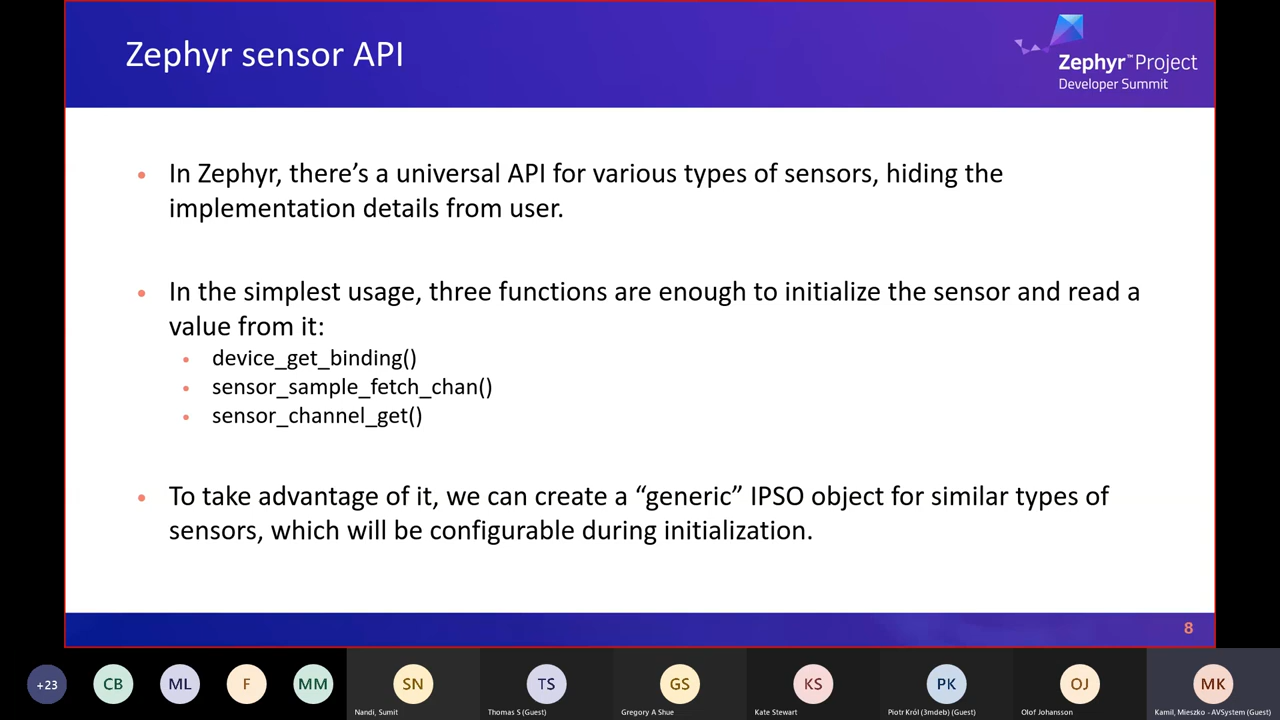 Zephyr sensor API
Zephyr™Project
Developer Summit
• In Zephyr, there's a universal API for various types of sensors, hiding the
implementation details from user.
• In the simplest usage, three functions are enough to initialize the sensor and read a
value from it:
• device_get_binding()
• sensor_sample_fetch_chan()
• sensor_channel_get()
• To take advantage of it, we can create a “generic” IPSO object for similar types of
sensors, which will be configurable during initialization.
8
+23
CB
ML
F
MM
SN
TS
GS
KS
PK
OJ
MK
Nandi, Sumit
Thomas S (Guest)
Gregory A Shue
Kate Stewart
Piotr Król (3mdeb) (Guest)
Olof Johansson
Kamil, Mieszko - AVSystem (Guest)